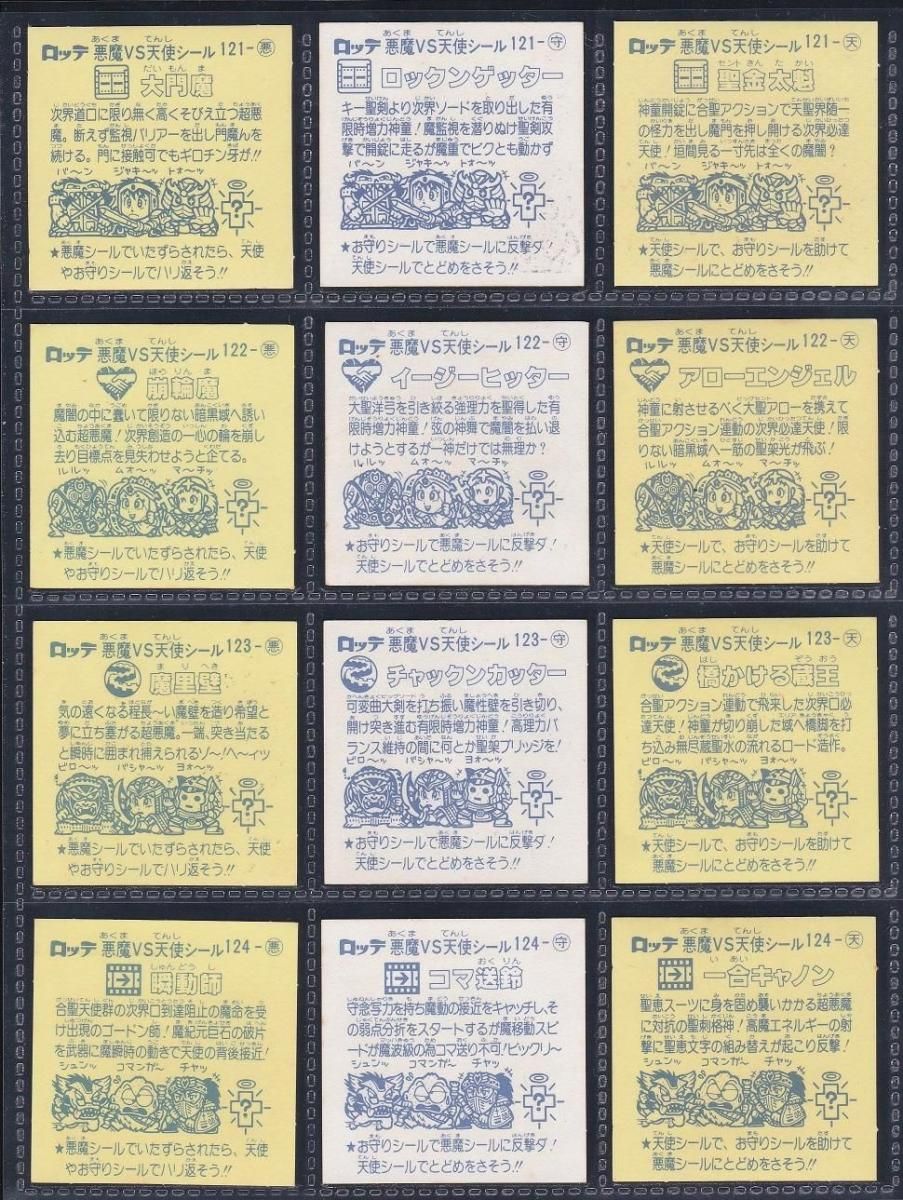 ロッテ 悪魔VS天使シール 121-悪
大門魔
次界道口に限り無く高くそびえ立つ超悪
魔。断えず監視バリアーを出し門魔んを
続ける。門に接触可でもギロチン牙が!!
バ〜ン ジャキ〜ッ トォ〜ッ
?
★悪魔シールでいたずらされたら、天使
やお守りシールでハリ返そう!!
ロッテ 悪魔VS天使シール 121-守
ロックンゲッター
キー聖剣より次界ソードを取り出した有
限時増力神童!魔監視を潜りぬけ聖剣攻
撃で開錠に走るが魔重でピクとも動かず
バ〜ン ジャキ〜ッ トォ〜ッ
?
★お守りシールで悪魔シールに反撃ダ!
天使シールでとどめをさそう!!
ロッテ 悪魔VS天使シール 121-天
聖金太魁
神童開錠に合聖アクションで天聖界随一
の怪力を出し魔門を押し開ける次界必達
天使!垣間見る一寸先は全くの魔闇?
バ〜ン ジャキ〜ッ トォ〜ッ
?
★天使シールで、お守りシールを助けて
悪魔シールにとどめをさそう!!
ロッテ 悪魔VS天使シール 122-悪
崩輪魔
魔闇の中に蠢いて限りない暗黒城へ誘い
込む超悪魔!次界創造の一心の輪を崩し
去り目標点を見失わせようと企てる。
ルルッ ムォ〜ッ マ〜チッ
?
★悪魔シールでいたずらされたら、天使
やお守りシールでハリ返そう!!
ロッテ 悪魔VS天使シール 122-守
イージーヒッター
大聖洋弓を引き絞る強理力を聖得した有
限時増力神童!弦の神舞で魔闇を払い退
けようとするが一神だけでは無理か?
ルルッ ムォ〜ッ マ〜チッ
?
★お守りシールで悪魔シールに反撃ダ!
天使シールでとどめをさそう!!
ロッテ 悪魔VS天使シール 122-天
アローエンジェル
神童に射させるべく大聖アローを携えて
合聖アクション連動の次界必達天使!限
りない暗黒城へ一筋の聖架光が飛ぶ!
ルルッ ムォ〜ッ マ〜チッ
?
★天使シールで、お守りシールを助けて
悪魔シールにとどめをさそう!!
ロッテ 悪魔VS天使シール 123-悪
魔里壁
気の遠くなる程長〜い魔壁を造り希望と
夢に立ち塞がる超悪魔。一端、突き当たる
と瞬時に囲まれ捕えられるゾ〜!ヘ〜イッ
ビロ〜ッ バシャ〜ッ ヨォ〜ッ
?
★悪魔シールでいたずらされたら、天使
やお守りシールでハリ返そう!!
ロッテ 悪魔VS天使シール 123-守
チャックンカッター
可変曲大剣を打ち振い魔性壁を引き切り、
開け突き進む有限時増力神童!高理力バ
ランス維持の間に何とか聖架ブリッジを!
ビロ〜ッ バシャ〜ッ ヨォ〜ッ
?
★お守りシールで悪魔シールに反撃ダ!
天使シールでとどめをさそう!!
ロッテ 悪魔VS天使シール 123-天
橋かける蔵王
合聖アクション連動で飛来した次界口必
達天使!神童が切り崩した城へ橋脚を打
ち込み無尽蔵聖水の流れるロード造作。
ビロ〜ッ バシャ〜ッ ヨォ〜ッ
?
★天使シールで、お守りシールを助けて
悪魔シールにとどめをさそう!!
ロッテ 悪魔VS天使シール 124-悪
瞬動師
合聖天使群の次界口到達阻止の魔命を受
け出現のゴードン師!魔紀元巨石の破片
を武器に魔瞬時の動きで天使の背後接近!
シュンッ コマンガ〜 チャッ
?
★悪魔シールでいたずらされたら、天使
やお守りシールでハリ返そう!!
ロッテ 悪魔VS天使シール 124-守
コマ送鈴
守念芯力を持ち魔動の接近をキャッチし、そ
の弱点分折をスタートするが魔移動スピ
ードが魔波級の為コマ送り不可!ビックリ〜
シュンッ コマンガ〜 チャッ
?
★お守りシールで悪魔シールに反撃ダ!
天使シールでとどめをさそう!!
ロッテ 悪魔VS天使シール 124-天
一合キャノン
聖恵スーツに身を固め襲いかかる超悪魔
に対抗の聖刺格神!高魔エネルギーの射
撃に聖恵文字の組み替えが起こり反撃!
シュンッ コマンガ〜 チャッ
?
★天使シールで、お守りシールを助けて
悪魔シールにとどめをさそう!!